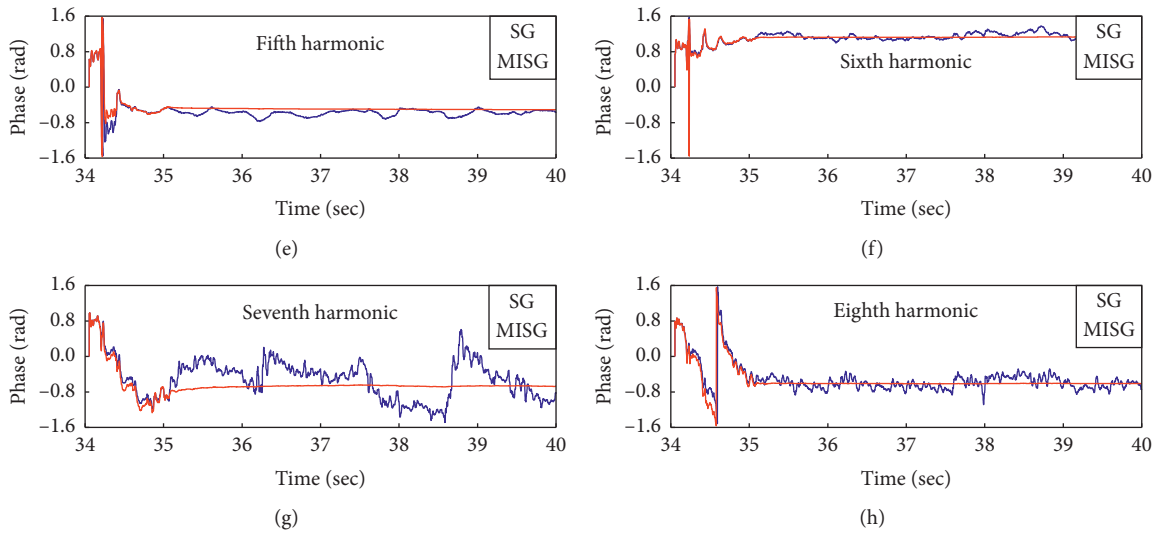 1.6
0.8
0.0
−0.8
−1.6
Phase (rad)
Fifth harmonic
SG
MISG
34 35 36 37 38 39 40
Time (sec)
(e)
1.6
0.8
0.0
−0.8
−1.6
Phase (rad)
Sixth harmonic
SG
MISG
34 35 36 37 38 39 40
Time (sec)
(f)
1.6
0.8
0.0
−0.8
−1.6
Phase (rad)
Seventh harmonic
SG
MISG
34 35 36 37 38 39 40
Time (sec)
(g)
1.6
0.8
0.0
−0.8
−1.6
Phase (rad)
Eighth harmonic
SG
MISG
34 35 36 37 38 39 40
Time (sec)
(h)